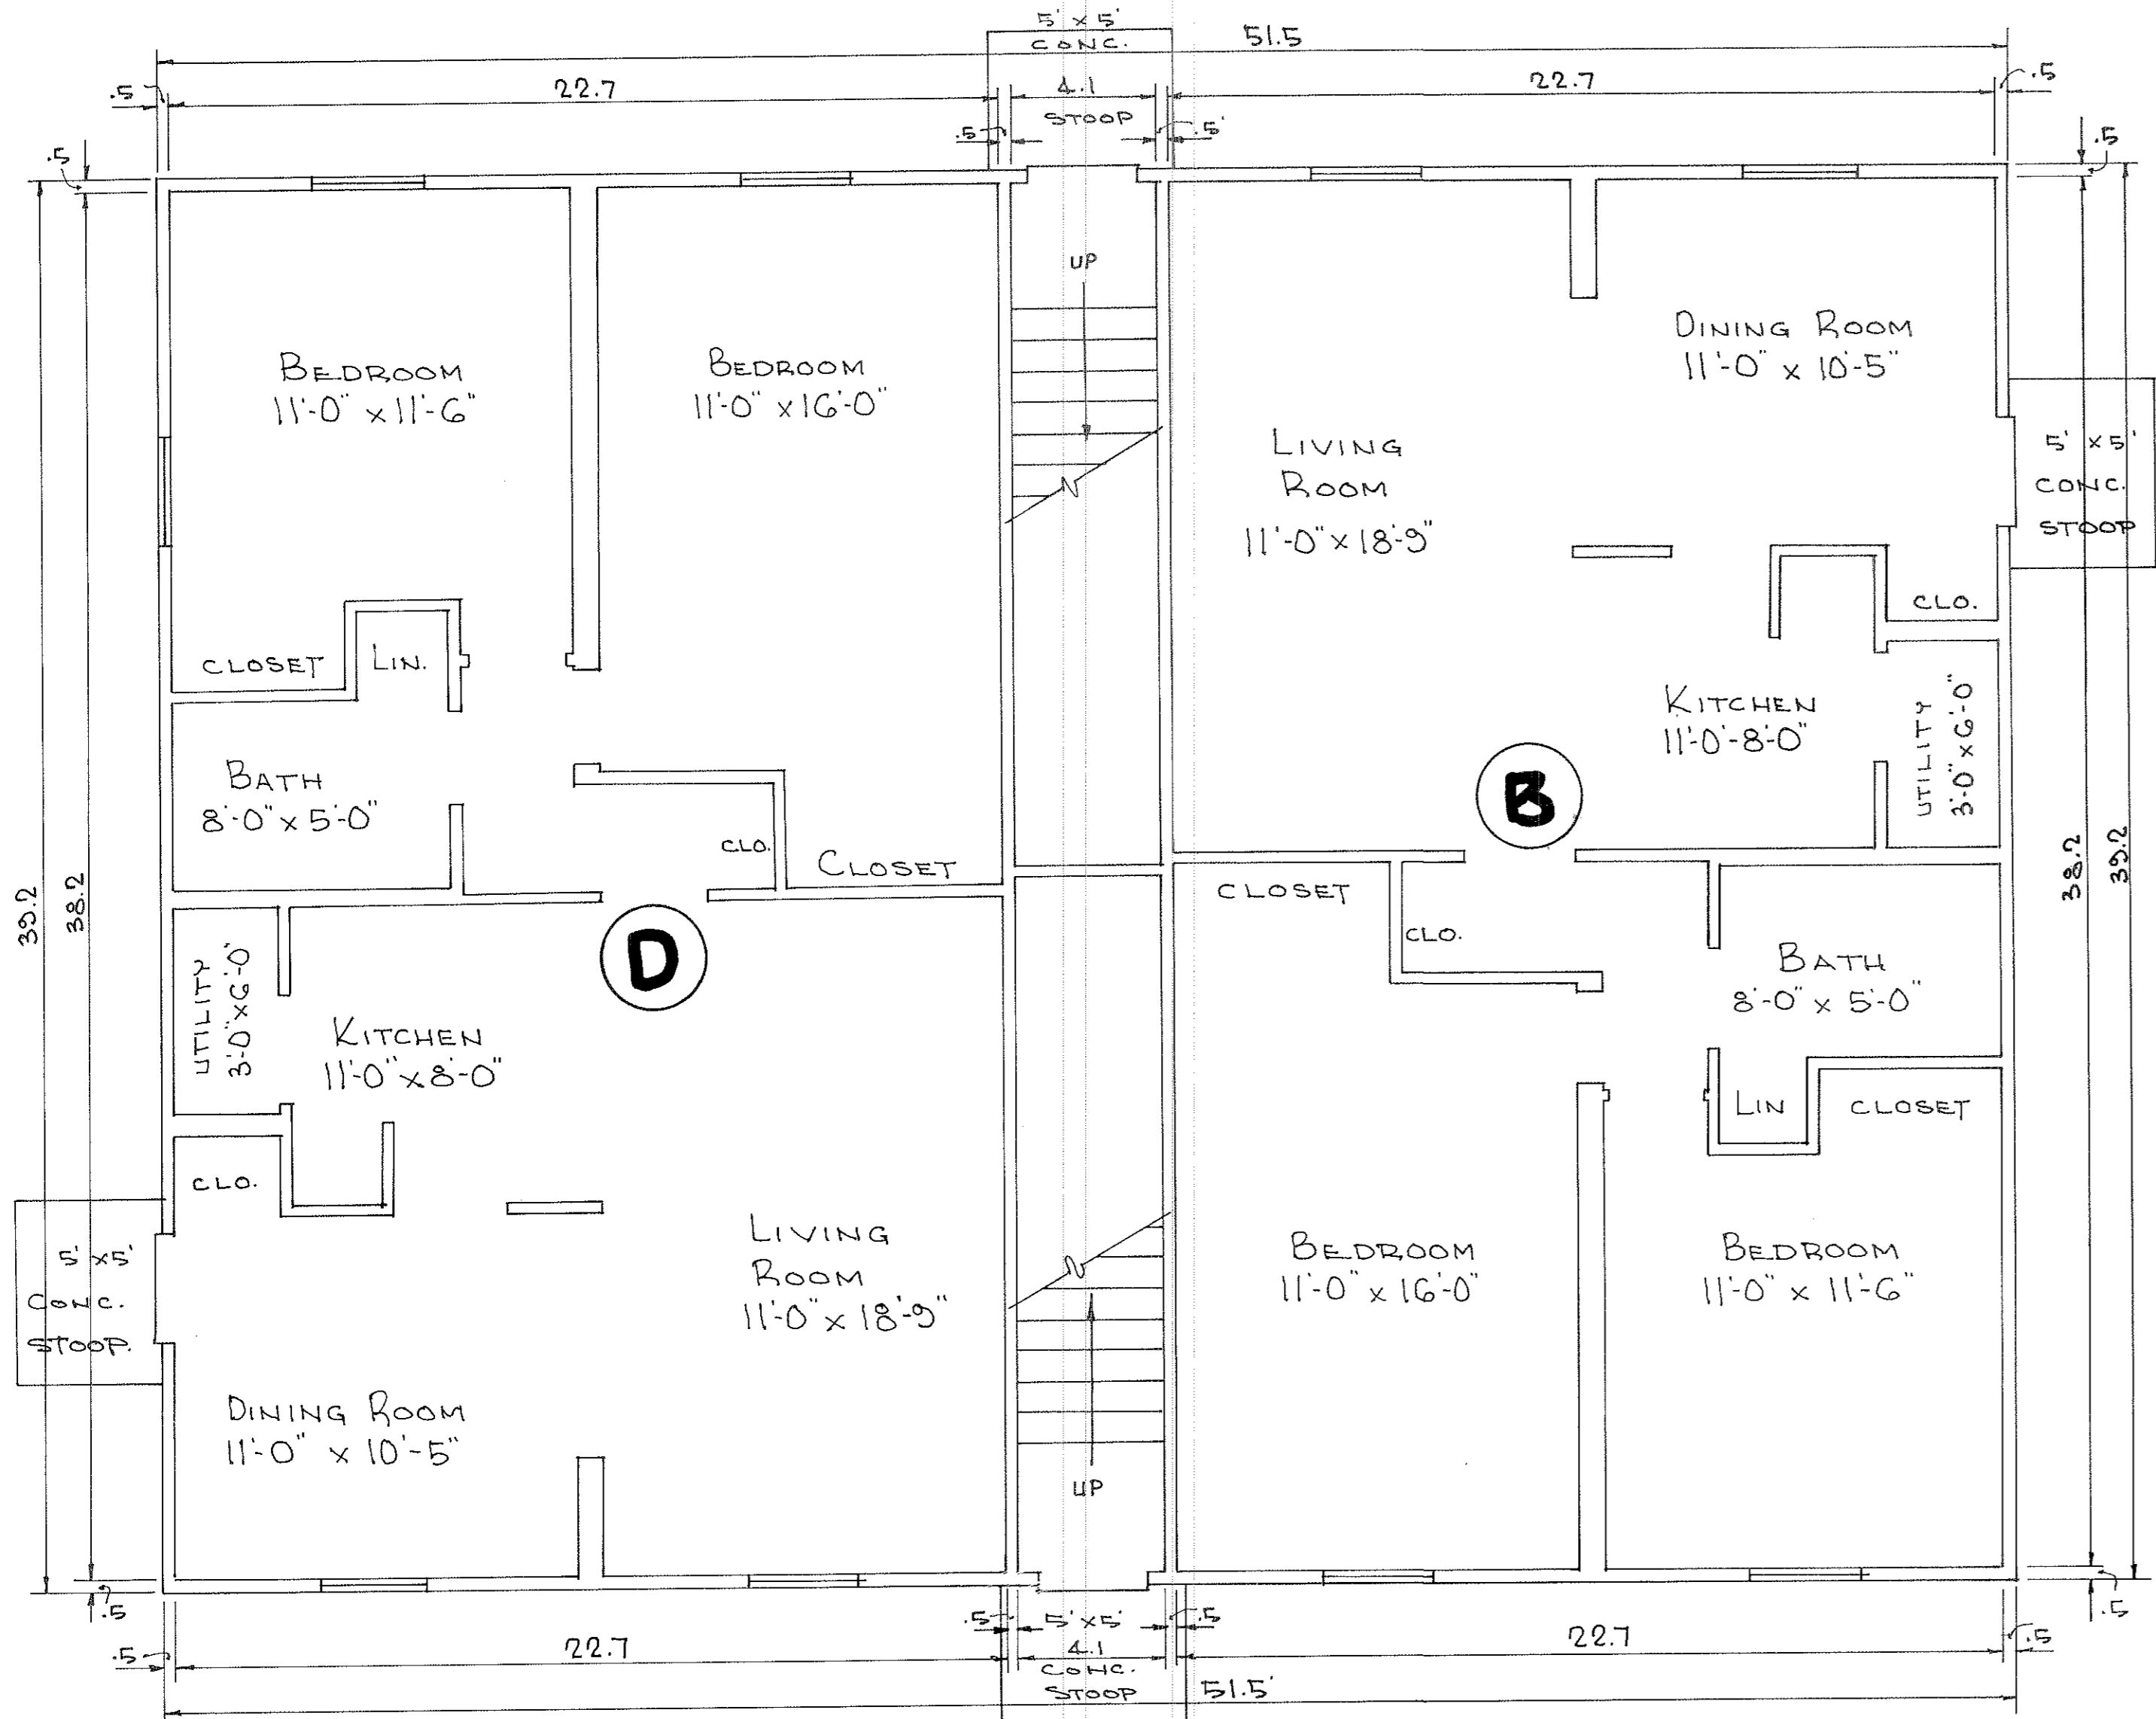 5' x 5'
CONC.
51.5
.5
22.7
4.1
22.7
.5
STOOP
.5
.5'
.5
.5
UP
BEDROOM
11'-0" x 11'-6"
BEDROOM
11'-0" x 16'-0"
DINING ROOM
11'-0" x 10'-5"
LIVING
ROOM
11'-0" x 18'-9"
5' x 5'
CONC.
STOOP
N
CLO.
CLOSET
LIN.
KITCHEN
11'-0'-8'-0"
UTILITY
3'-0" x 6'-0"
BATH
8'-0" x 5'-0"
B
CLO.
CLOSET
39.2
38.2
38.2
39.2
CLOSET
CLO.
D
BATH
8'-0" x 5'-0"
UTILITY
3'-0" x 6'-0"
KITCHEN
11'-0" x 8'-0"
LIN
CLOSET
CLO.
5' x 5'
CONC.
STOOP.
LIVING
ROOM
11'-0" x 18'-9"
N
BEDROOM
11'-0" x 16'-0"
BEDROOM
11'-0" x 11'-6"
DINING ROOM
11'-0" x 10'-5"
UP
.5
.5
5' x 5'
.5
.5
.5
22.7
4.1
22.7
.5
CONC.
STOOP
51.5'